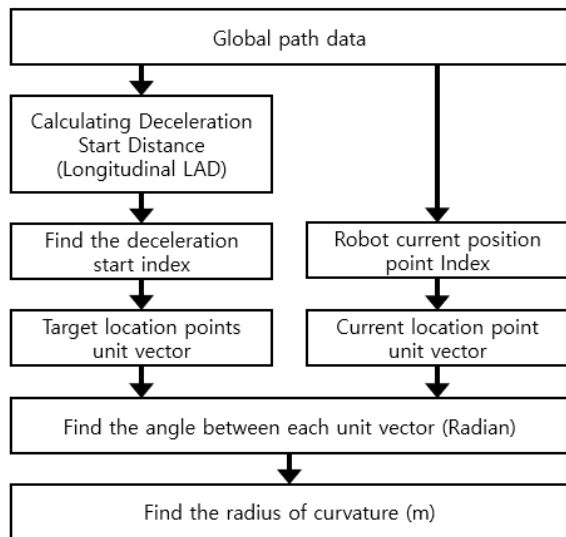 Global path data
Calculating Deceleration
Start Distance
(Longitudinal LAD)
Find the deceleration
start index
Robot current position
point Index
Target location points
unit vector
Current location point
unit vector
Find the angle between each unit vector (Radian)
Find the radius of curvature (m)